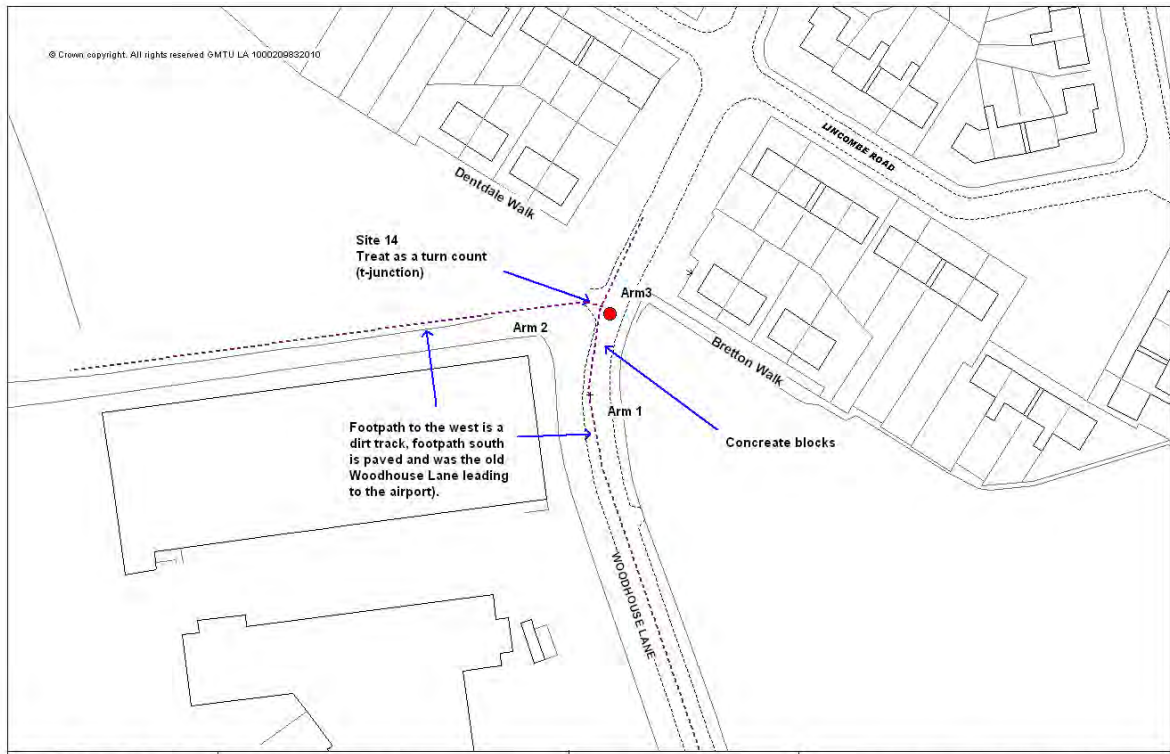 © Crown copyright. All rights reserved GMTU LA 1000209832010
LINCOMBE ROAD
Dentdale Walk
Site 14
Treat as a turn count
(t-junction)
Arm3
Arm 2
Bretton Walk
Arm 1
Footpath to the west is a
dirt track, footpath south
is paved and was the old
Woodhouse Lane leading
to the airport).
Concreate blocks
WOODHOUSE LANE